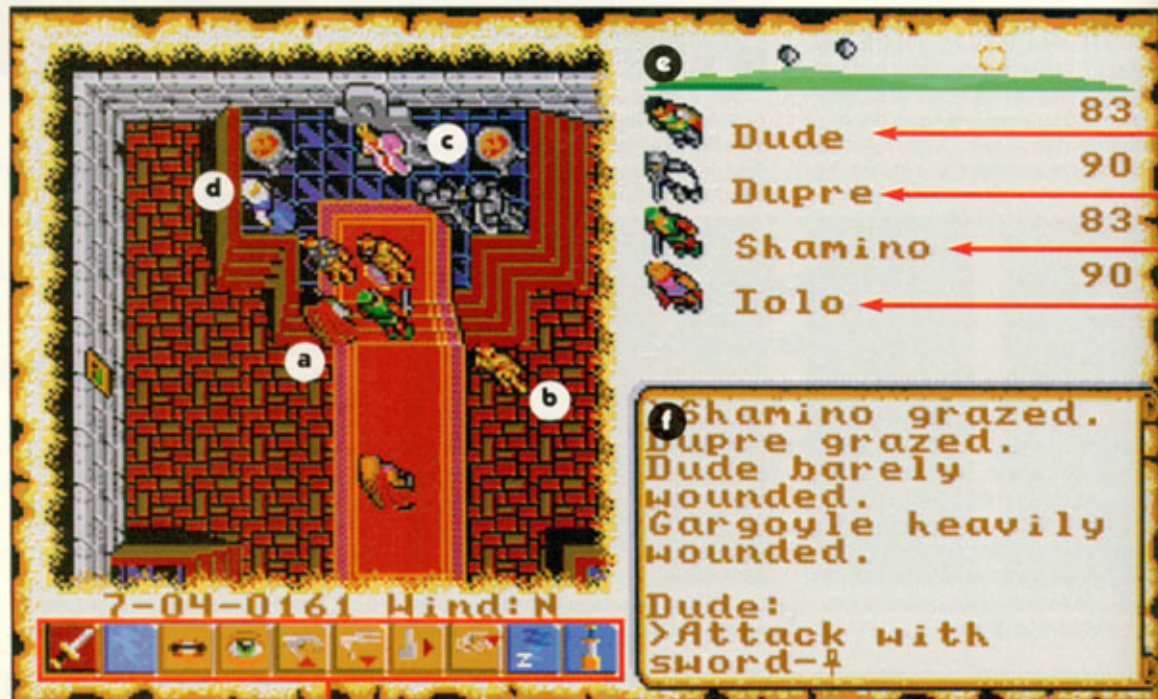 e
83
Dude
90
Dupre
83
Shamino
90
Iolo
c
d
a
b
7-04-0161 Wind:N
z
f
Shamino grazed.
Dupre grazed.
Dude barely
wounded.
Gargoyle heavily
wounded.
Dude:
>Attack with
sword-